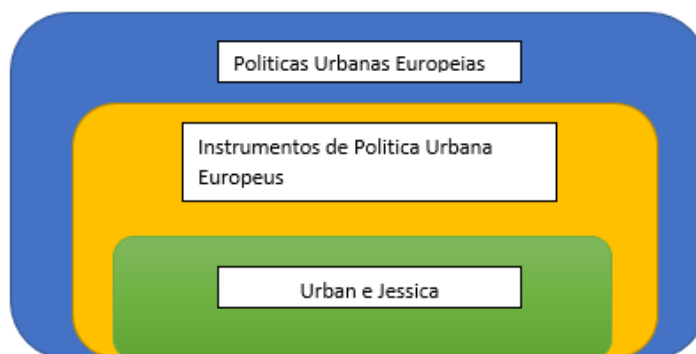 Politicas Urbanas Europeias
Instrumentos de Politica Urbana
Europeus
Urban e Jessica